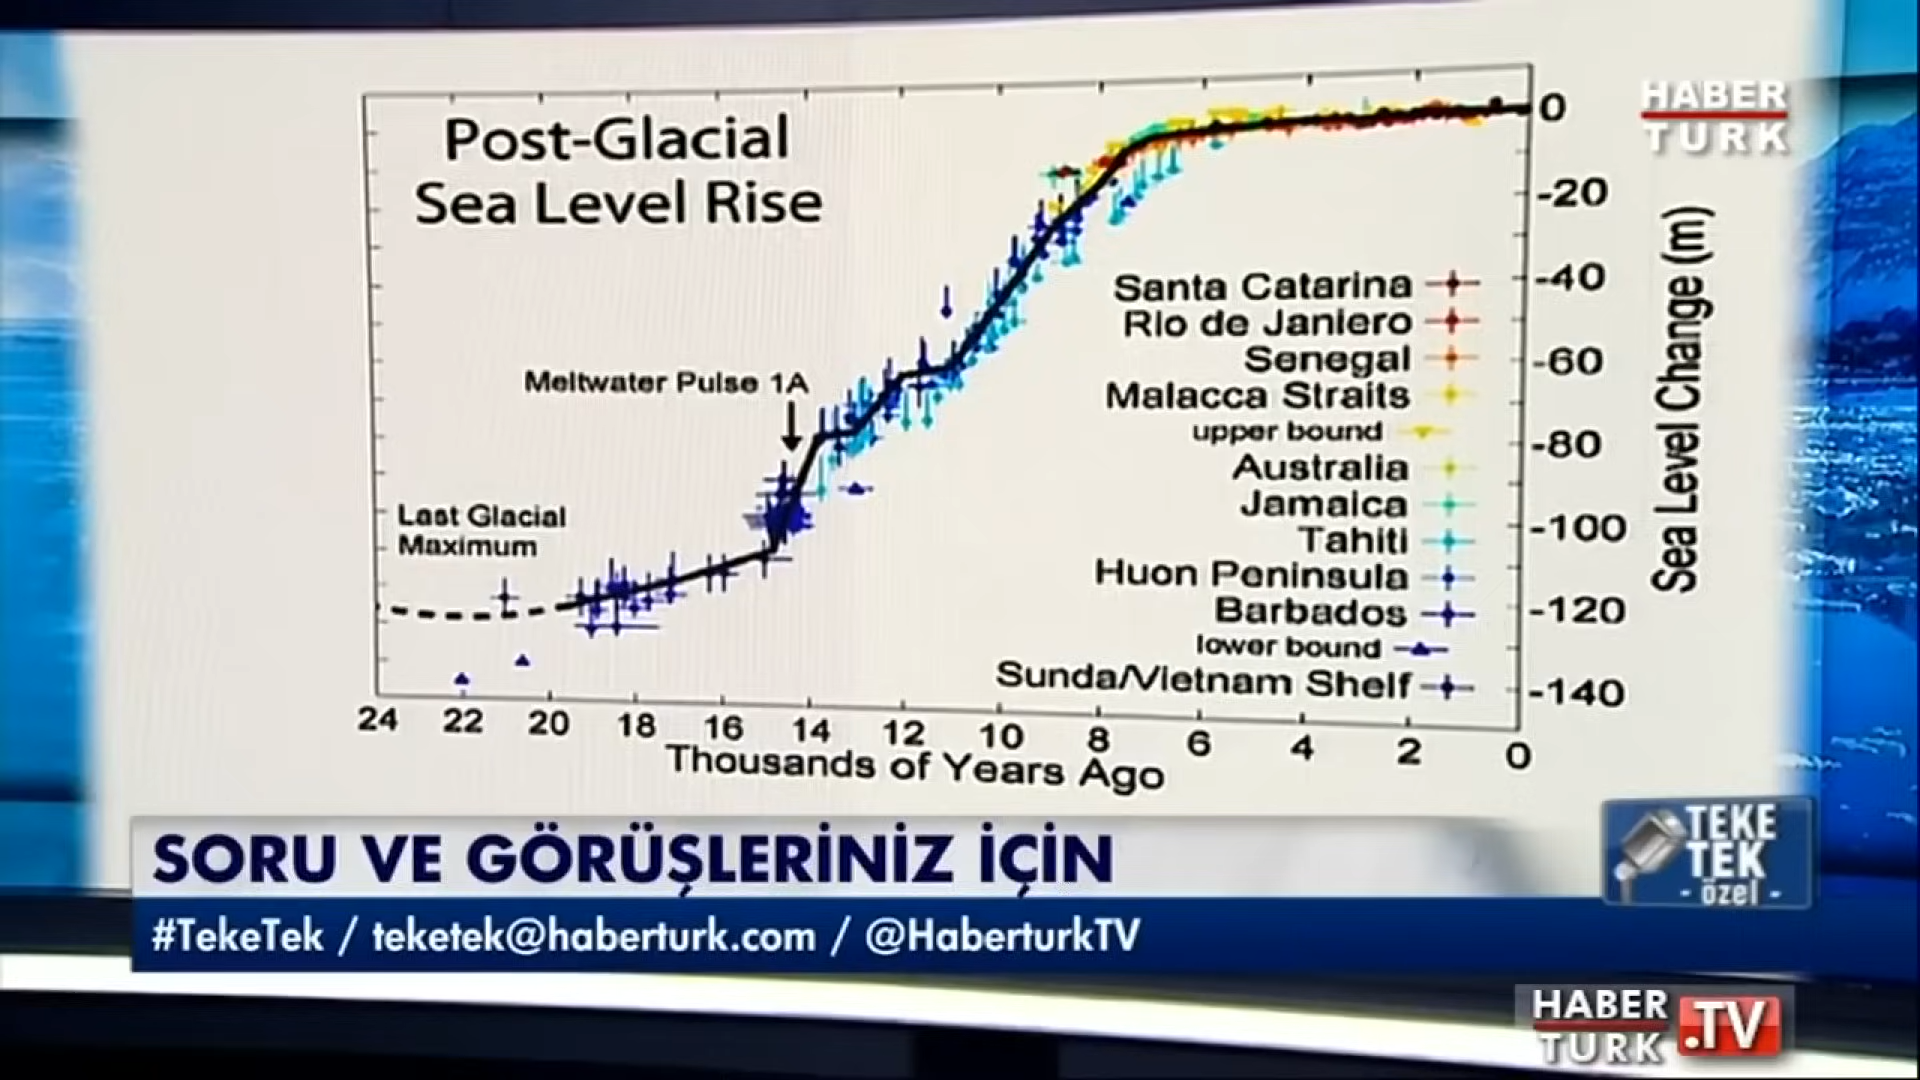 Post-Glacial
Sea Level Rise
HABER
TURK
0
-20
-40
-60
-80
-100
-120
-140
Sea Level Change (m)
Santa Catarina
Rio de Janiero
Senegal
Malacca Straits
upper bound
Australia
Jamaica
Tahiti
Huon Peninsula
Barbados
lower bound
Sunda/Vietnam Shelf
Meltwater Pulse 1A
Last Glacial
Maximum
24 22 20 18 16 14 12 10 8 6 4 2 0
Thousands of Years Ago
SORU VE GÖRÜŞLERİNİZ İÇİN
#TekeTek / teketek@haberturk.com / @HaberturkTV
TEKE
TEK
- özel -
HABER
TURK
.TV